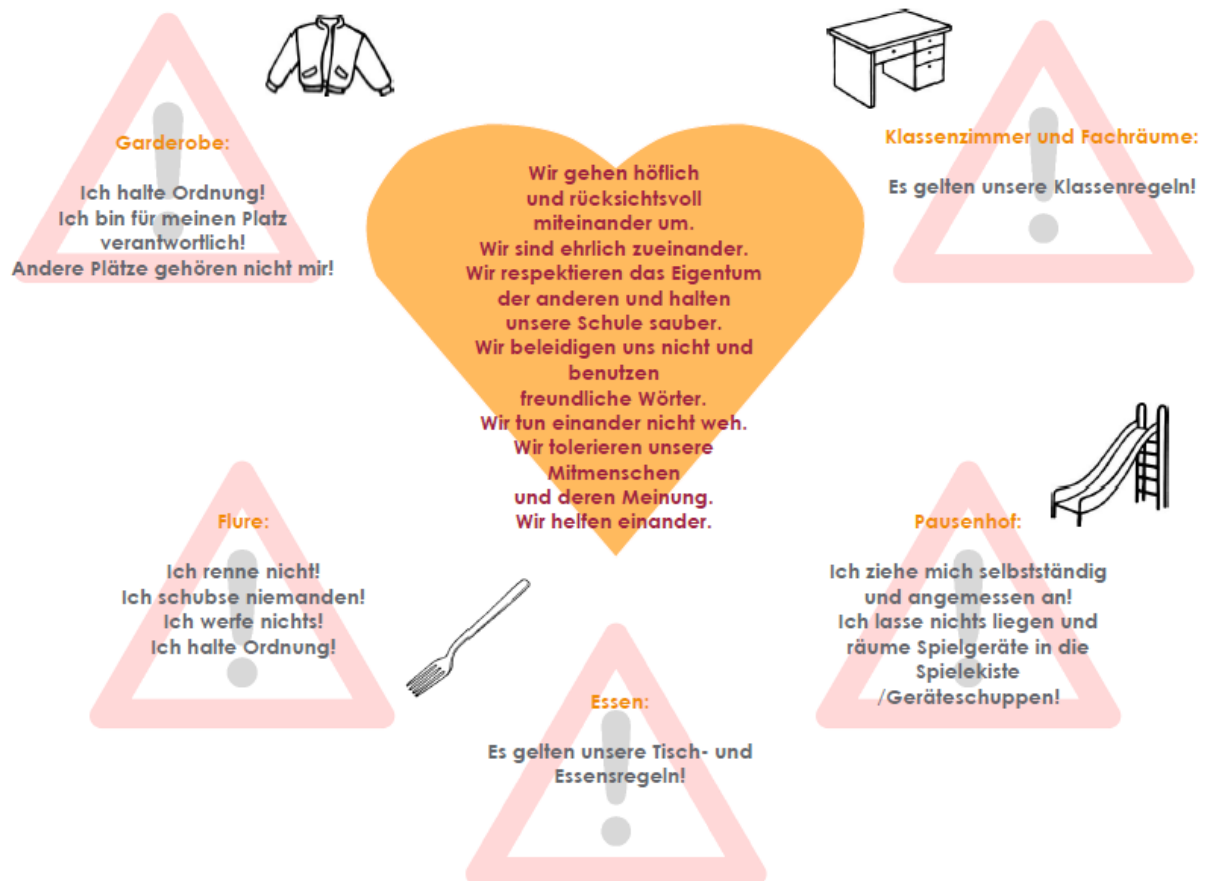 Garderobe:
Ich halte Ordnung!
Ich bin für meinen Platz
verantwortlich!
Andere Plätze gehören nicht mir!
Wir gehen höflich
und rücksichtsvoll
miteinander um.
Wir sind ehrlich zueinander.
Wir respektieren das Eigentum
der anderen und halten
unsere Schule sauber.
Wir beleidigen uns nicht und
benutzen
freundliche Wörter.
Wir tun einander nicht weh.
Wir tolerieren unsere
Mitmenschen
und deren Meinung.
Wir helfen einander.
Klassenzimmer und Fachräume:
Es gelten unsere Klassenregeln!
Flure:
Ich renne nicht!
Ich schubse niemanden!
Ich werfe nichts!
Ich halte Ordnung!
Essen:
Es gelten unsere Tisch- und
Essensregeln!
Pausenhof:
Ich ziehe mich selbstständig
und angemessen an!
Ich lasse nichts liegen und
räume Spielgeräte in die
Spielekiste
/Geräteschuppen!